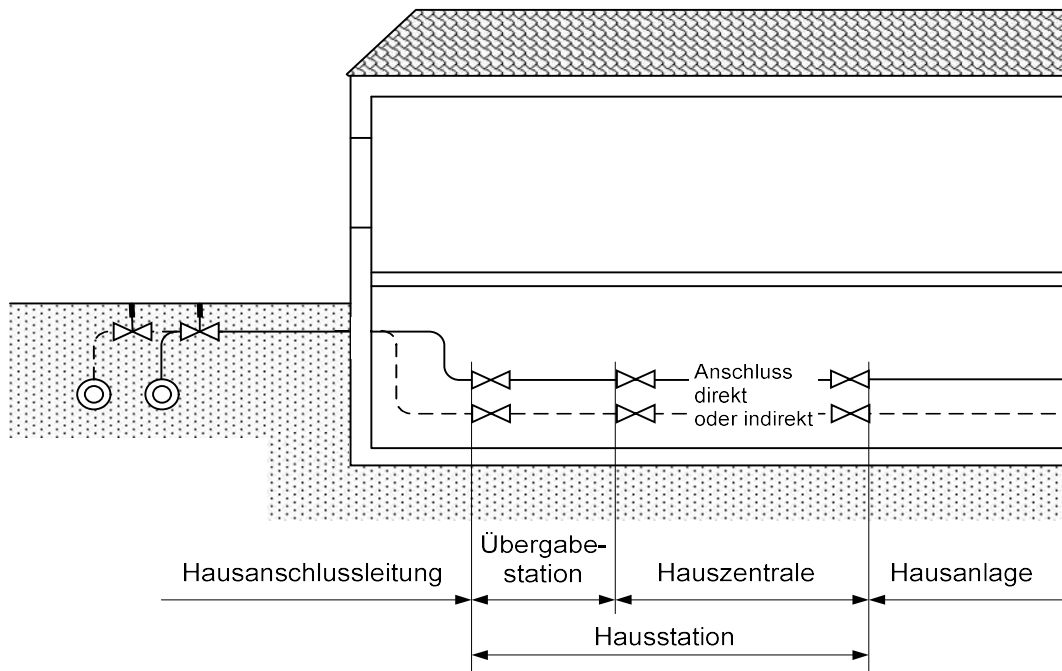 Anschluss
direkt
oder indirekt
Hausanschlussleitung
Übergabe-
station
Hauszentrale
Hausanlage
Hausstation